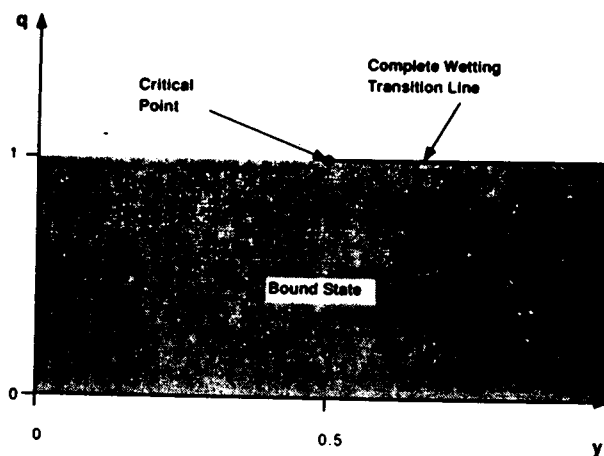 q
Critical
Point
Complete Wetting
Transition Line
1
Bound State
0
0
0.5
y